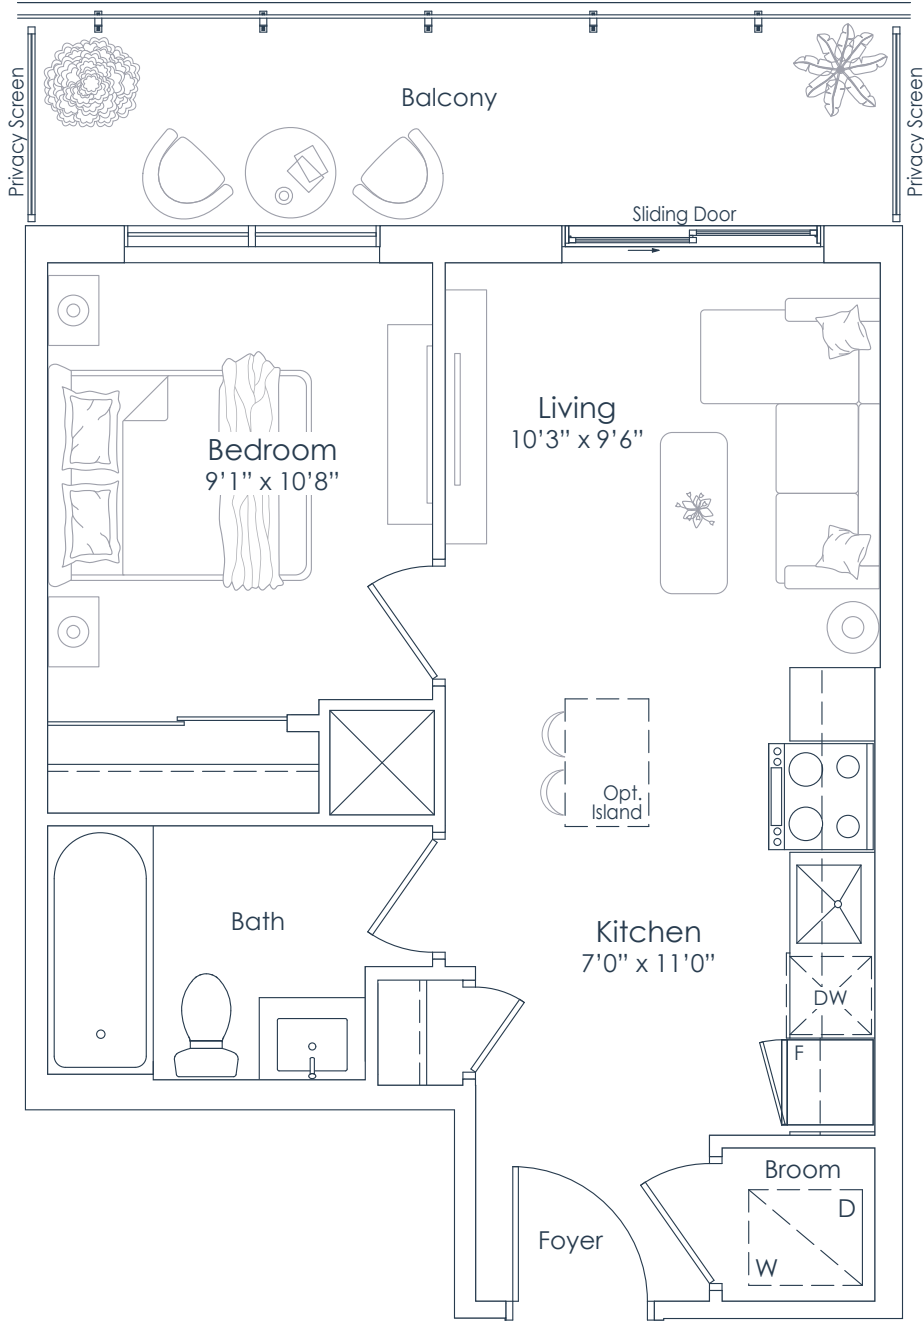 Privacy Screen
Balcony
Privacy Screen
Sliding Door
Living
10’3” x 9’6”
Bedroom
9’1” x 10’8”
Opt.
Island
Bath
Kitchen
7’0” x 11’0”
DW
F
Broom
D
W
Foyer